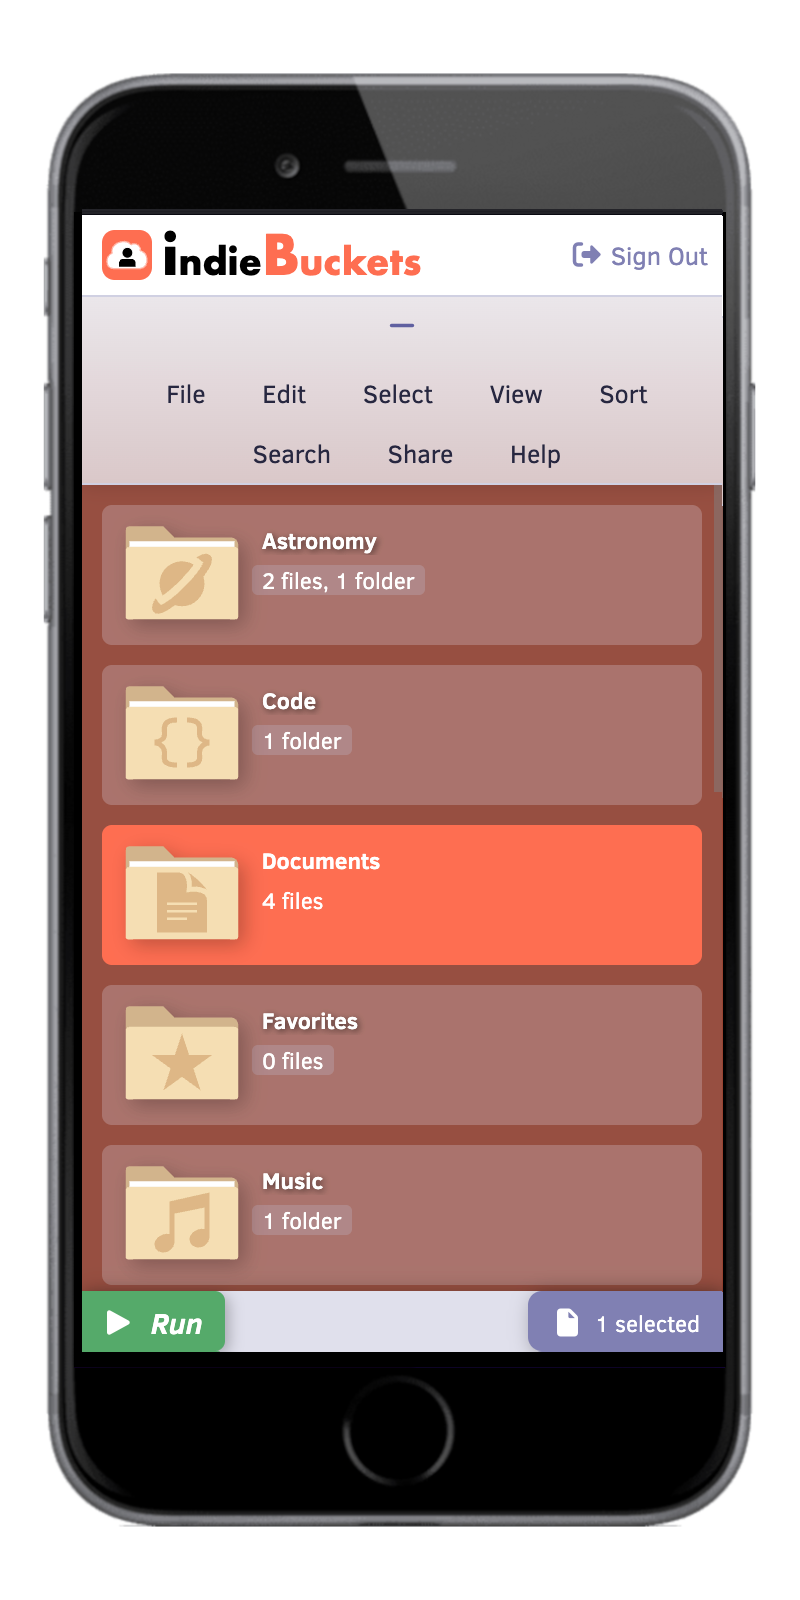 indieBuckets
Sign Out
File Edit Select View Sort
Search Share Help
Astronomy
2 files, 1 folder
Code
1 folder
Documents
4 files
Favorites
0 files
Music
1 folder
Run
1 selected